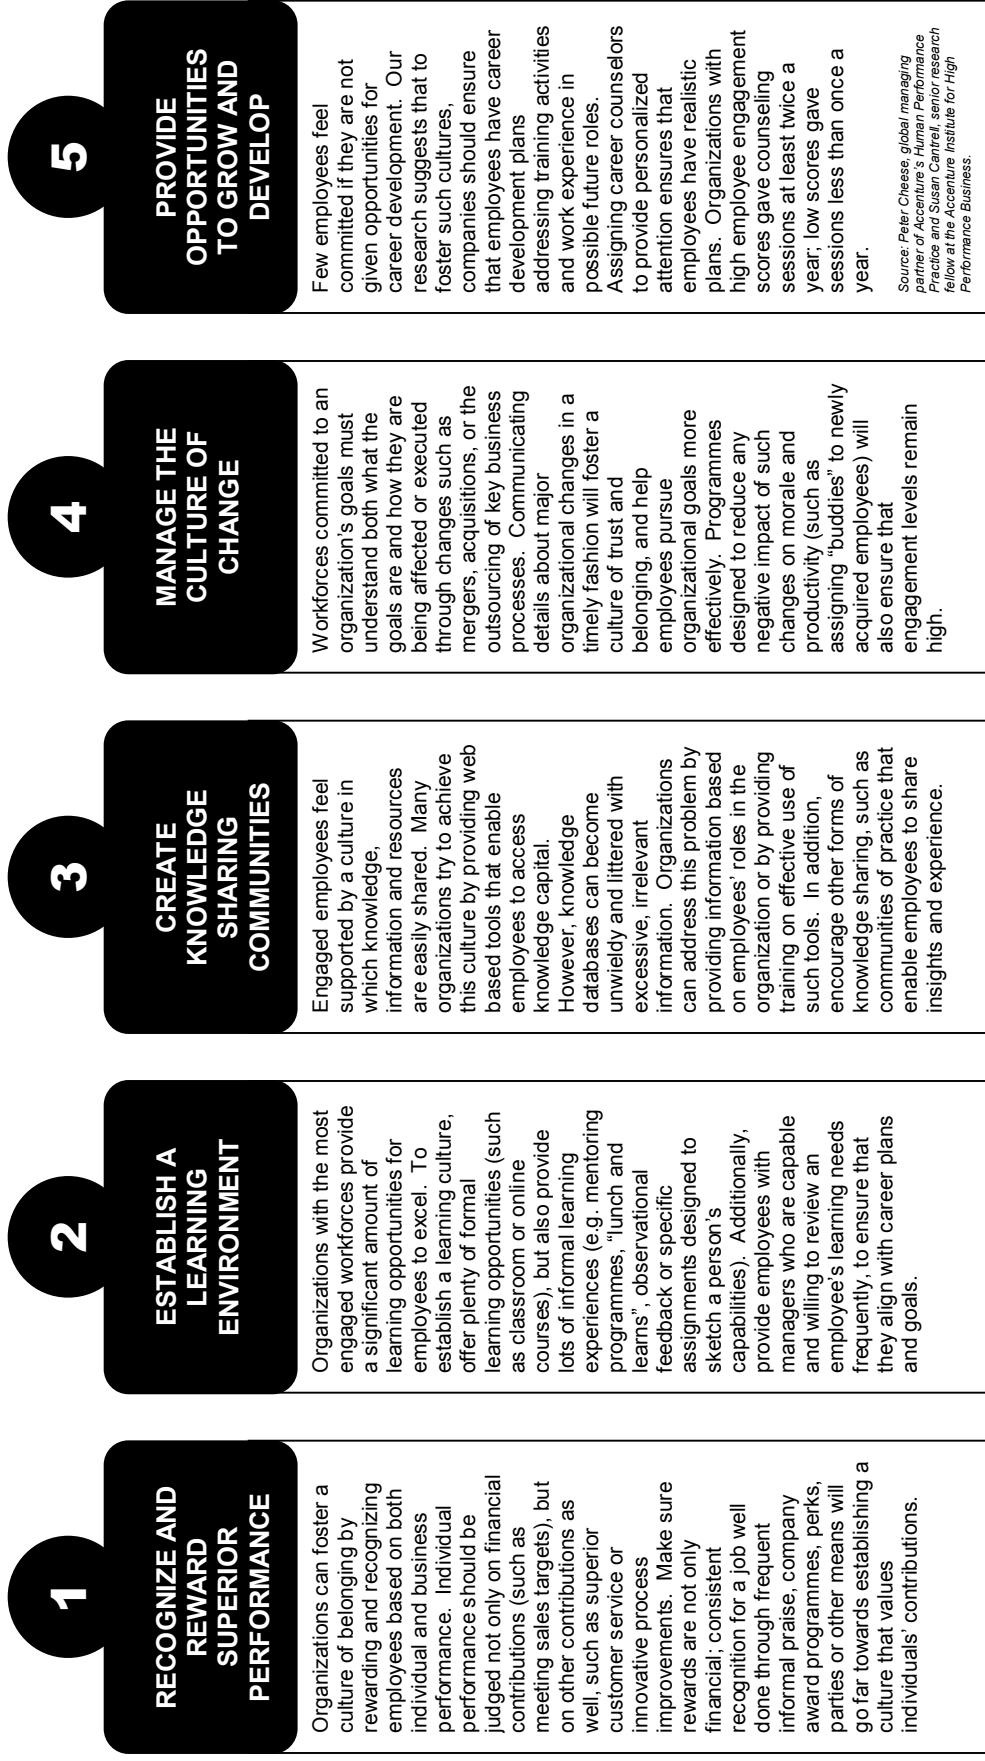 1
RECOGNIZE AND
REWARD
SUPERIOR
PERFORMANCE
Organizations can foster a
culture of belonging by
rewarding and recognizing
employees based on both
individual and business
performance. Individual
performance should be
judged not only on financial
contributions (such as
meeting sales targets), but
on other contributions as
well, such as superior
customer service or
innovative process
improvements. Make sure
rewards are not only
financial; consistent
recognition for a job well
done through frequent
informal praise, company
award programmes, perks,
parties or other means will
go far towards establishing a
culture that values
individuals' contributions.
2
ESTABLISH A
LEARNING
ENVIRONMENT
Organizations with the most
engaged workforces provide
a significant amount of
learning opportunities for
employees to excel. To
establish a learning culture,
offer plenty of formal
learning opportunities (such
as classroom or online
courses), but also provide
lots of informal learning
experiences (e.g. mentoring
programmes, "lunch and
learns", observational
feedback or specific
assignments designed to
sketch a person's
capabilities). Additionally,
provide employees with
managers who are capable
and willing to review an
employee's learning needs
frequently, to ensure that
they align with career plans
and goals.
3
CREATE
KNOWLEDGE
SHARING
COMMUNITIES
Engaged employees feel
supported by a culture in
which knowledge,
information and resources
are easily shared. Many
organizations try to achieve
this culture by providing web
based tools that enable
employees to access
knowledge capital.
However, knowledge
databases can become
unwieldy and littered with
excessive, irrelevant
information. Organizations
can address this problem by
providing information based
on employees' roles in the
organization or by providing
training on effective use of
such tools. In addition,
encourage other forms of
knowledge sharing, such as
communities of practice that
enable employees to share
insights and experience.
4
MANAGE THE
CULTURE OF
CHANGE
Workforces committed to an
organization's goals must
understand both what the
goals are and how they are
being affected or executed
through changes such as
mergers, acquisitions, or the
outsourcing of key business
processes. Communicating
details about major
organizational changes in a
timely fashion will foster a
culture of trust and
belonging, and help
employees pursue
organizational goals more
effectively. Programmes
designed to reduce any
negative impact of such
changes on morale and
productivity (such as
assigning "buddies" to newly
acquired employees) will
also ensure that
engagement levels remain
high.
5
PROVIDE
OPPORTUNITIES
TO GROW AND
DEVELOP
Few employees feel
committed if they are not
given opportunities for
career development. Our
research suggests that to
foster such cultures,
companies should ensure
that employees have career
development plans
addressing training activities
and work experience in
possible future roles.
Assigning career counselors
to provide personalized
attention ensures that
employees have realistic
plans. Organizations with
high employee engagement
scores gave counseling
sessions at least twice a
year; low scores gave
sessions less than once a
year.
Source: Peter Cheese, global managing
partner of Accenture's Human Performance
Practice and Susan Cantrell, senior research
fellow at the Accenture Institute for High
Performance Business.